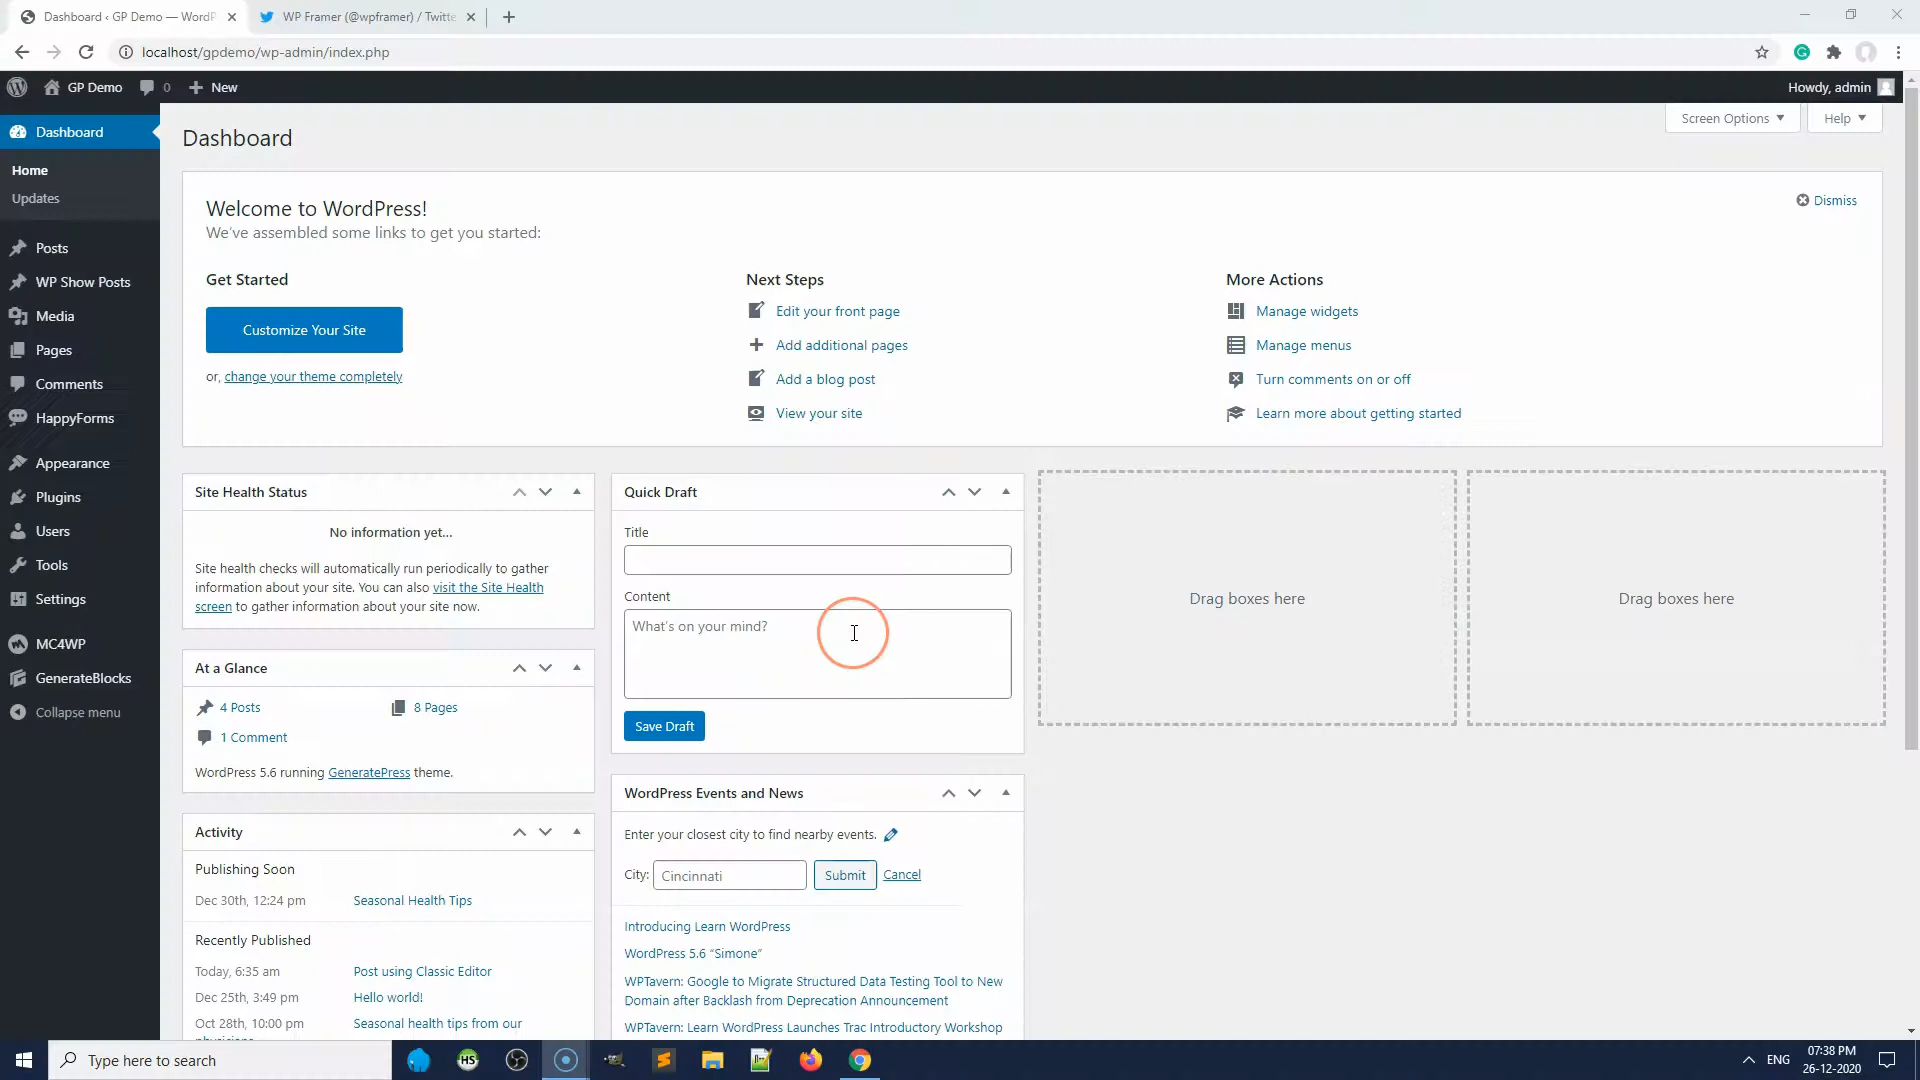 Dashboard ‹ GP Demo — WordP
WP Framer (@wpframer) / Twitte
localhost/gpdemo/wp-admin/index.php
GP Demo
0
New
Howdy, admin
Dashboard
Home
Updates
Posts
WP Show Posts
Media
Pages
Comments
HappyForms
Appearance
Plugins
Users
Tools
Settings
MC4WP
GenerateBlocks
Collapse menu
Dashboard
Screen Options
Help
Welcome to WordPress!
We've assembled some links to get you started:
Dismiss
Get Started
Customize Your Site
or, change your theme completely
Next Steps
Edit your front page
Add additional pages
Add a blog post
View your site
More Actions
Manage widgets
Manage menus
Turn comments on or off
Learn more about getting started
Site Health Status
No information yet…
Site health checks will automatically run periodically to gather
information about your site. You can also visit the Site Health
screen to gather information about your site now.
At a Glance
4 Posts
8 Pages
1 Comment
WordPress 5.6 running GeneratePress theme.
Activity
Publishing Soon
Dec 30th, 12:24 pm Seasonal Health Tips
Recently Published
Today, 6:35 am Post using Classic Editor
Dec 25th, 3:49 pm Hello world!
Oct 28th, 10:00 pm Seasonal health tips from our
Quick Draft
Title
Content
What's on your mind?
Save Draft
WordPress Events and News
Enter your closest city to find nearby events.
City: Cincinnati Submit Cancel
Introducing Learn WordPress
WordPress 5.6 “Simone”
WPTavern: Google to Migrate Structured Data Testing Tool to New
Domain after Backlash from Deprecation Announcement
WPTavern: Learn WordPress Launches Trac Introductory Workshop
Drag boxes here
Drag boxes here
Type here to search
HS
ENG
07:38 PM
26-12-2020